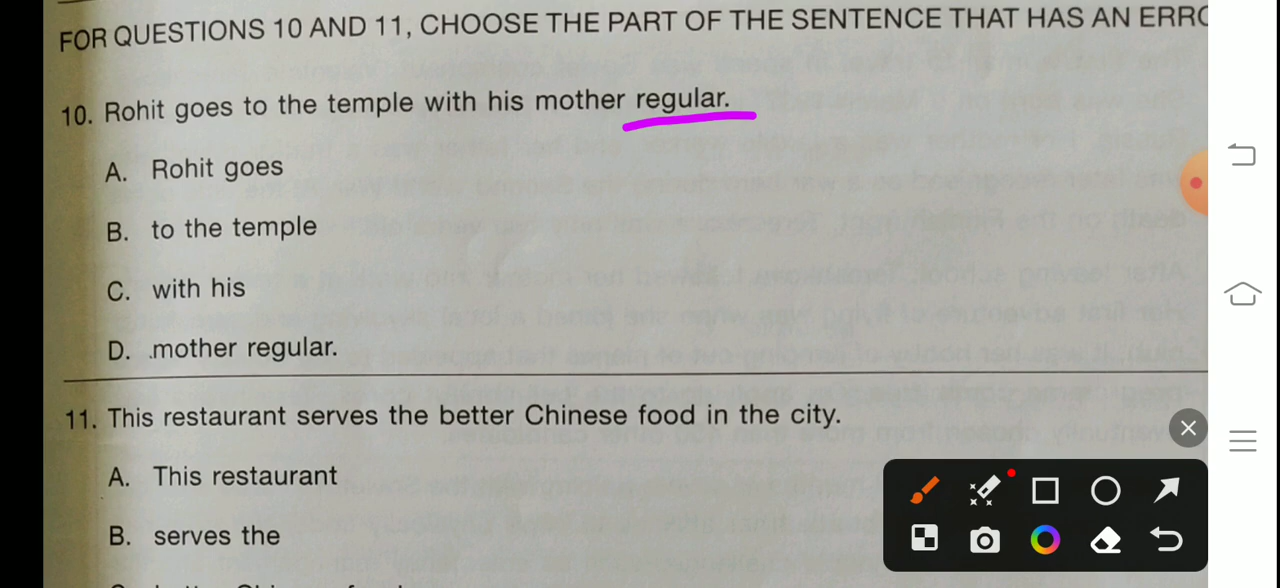 FOR QUESTIONS 10 AND 11, CHOOSE THE PART OF THE SENTENCE THAT HAS AN
10. Rohit goes to the temple with his mother regular.
A. Rohit goes
B. to the temple
C. with his
D. mother regular.
11. This restaurant serves the better Chinese food in the city.
A. This restaurant
B. serves the